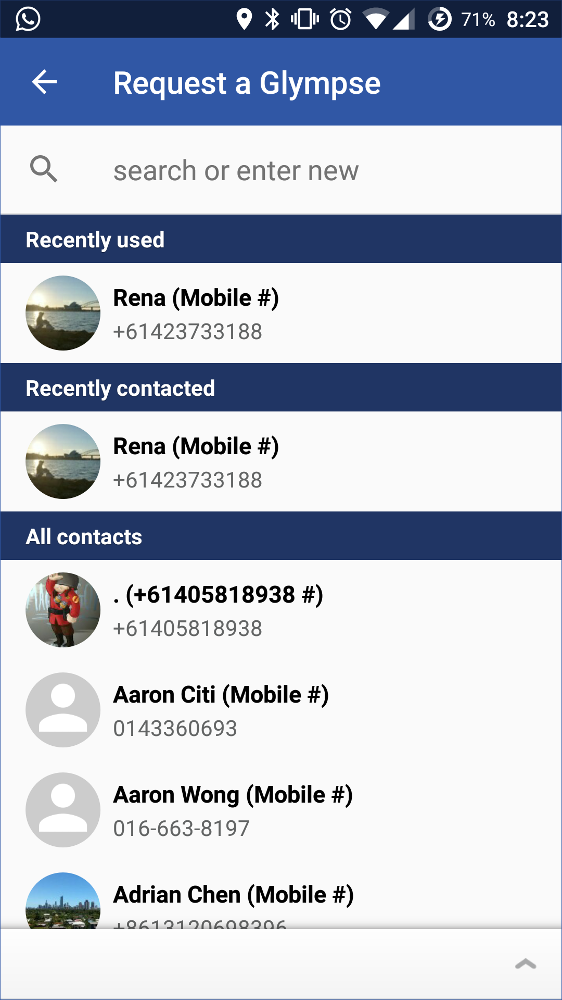 71% 8:23
Request a Glympse
search or enter new
Recently used
Rena (Mobile #)
+61423733188
Recently contacted
Rena (Mobile #)
+61423733188
All contacts
. (+61405818938 #)
+61405818938
Aaron Citi (Mobile #)
0143360693
Aaron Wong (Mobile #)
016-663-8197
Adrian Chen (Mobile #)
+8613120698396